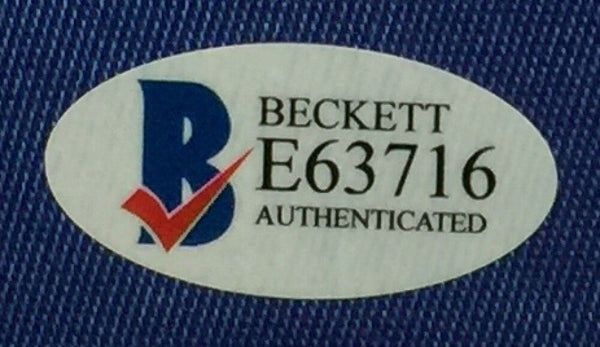 B
BECKETT
E63716
AUTHENTICATED